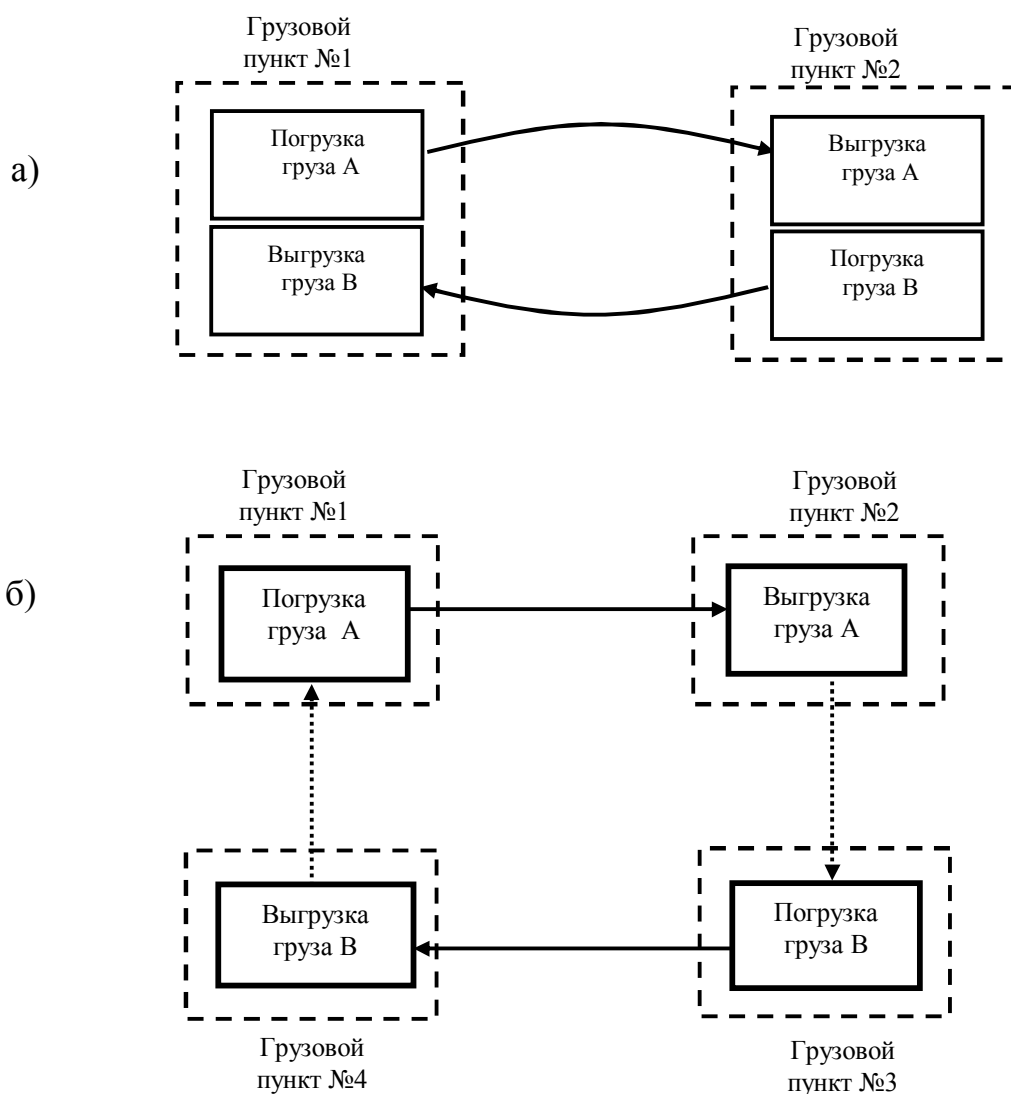 Грузовой
пункт №1
Грузовой
пункт №2
а)
Погрузка
груза А
Выгрузка
груза А
Выгрузка
груза В
Погрузка
груза В
Грузовой
пункт №1
Грузовой
пункт №2
б)
Погрузка
груза А
Выгрузка
груза А
Выгрузка
груза В
Погрузка
груза В
Грузовой
пункт №4
Грузовой
пункт №3